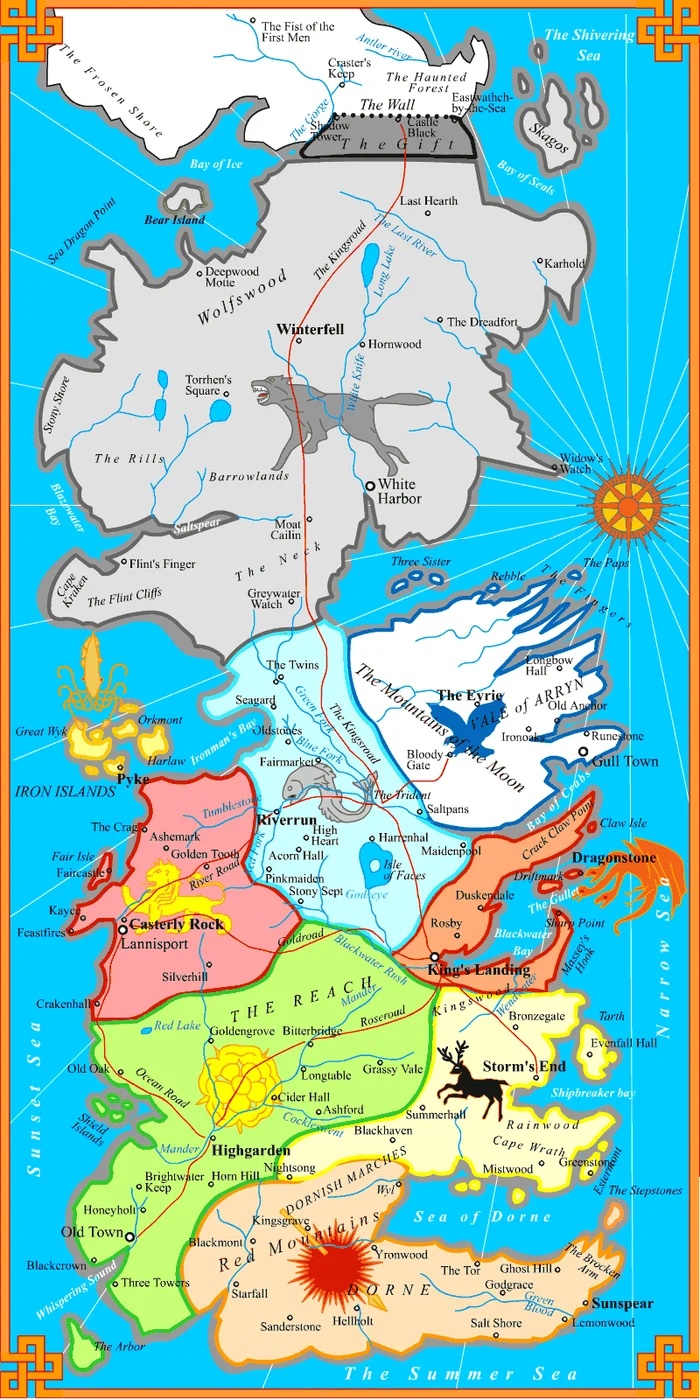 The Fist of the
First Men
The Shivering
Sea
Antler river
The Frozen Shore
Craster's
Keep
The Haunted
Forest
The Wall
Eastwathch-
by-the-Sea
The Gorge
Shadow
Tower
Castle
Black
The Gift
Skagos
Bay of Ice
Bay of Seals
Bear Island
Sea Dragon Point
Last Hearth
The Last River
The Kingsroad
Long Lake
Karhold
Deepwood
Motte
Wolfswood
Winterfell
Hornwood
The Dreadfort
Torrhen's
Square
White Knife
Stony Shore
The Rills
Barrowlands
White
Harbor
Widow's
Watch
Blazewater
Bay
Saltspear
Moat
Cailin
The Neck
Flint's Finger
Cape
Kraken
The Flint Cliffs
Greywater
Watch
Three Sister
Rebble
The Paps
The Fingers
The Twins
Seagard
Green Fork
The Kingsroad
Longbow
Hall
The Eyrie
VALE of ARRYN
Old Anchor
The Mountains of the Moon
Ironoaks
Runestone
Gull Town
Bloody
Gate
Great Wyk
Orkmont
Harlaw
Ironman's Bay
Pyke
IRON ISLANDS
Oldstones
Blue Fork
Fairmarket
The Trident
Saltpans
Bay of Crabs
Tumblestone
Riverrun
The Crag
Ashemark
Golden Tooth
River Road
High
Heart
Harrenhal
Acorn Hall
Isle
of Faces
Maidenpool
Crack Claw Point
Claw Isle
Dragonstone
Fair Isle
Faircastle
Pinkmaiden
Stony Sept
Godseye
Driftmark
Duskendale
The Gullet
Kayce
Feastfires
Casterly Rock
Lannisport
Rosby
Sharp Point
Blackwater
Bay
Massey's
Hook
Narrow Sea
Goldroad
Blackwater Rush
King's Landing
Silverhill
Crakenhall
THE REACH
Mander
Kingswood
Wendwater
Roseroad
Red Lake
Goldengrove
Bitterbridge
Bronzegate
Tarth
Evenfall Hall
Sunset Sea
Old Oak
Ocean Road
Longtable
Grassy Vale
Storm's End
Shipbreaker bay
Cider Hall
Ashford
Summerhall
Shield
Islands
Cockleswent
Blackhaven
Rainwood
Cape Wrath
Mander
Highgarden
Mistwood
Greenstone
Estermont
Brightwater
Keep
Horn Hall
Nightsong
DORNISH MARCHES
Wyl
The Stepstones
Honeyholt
Old Town
Kingsgrave
Sea of Dorne
Blackmont
Red Mountains
Yronwood
Blackcrown
Whispering Sound
Three Towers
Starfall
DORNE
The Tor
Ghost Hill
The Brocken
Arm
Godgrace
Green
Blood
Sunspear
Lemonwood
Sanderstone
Hellholt
Salt Shore
The Arbor
The Summer Sea